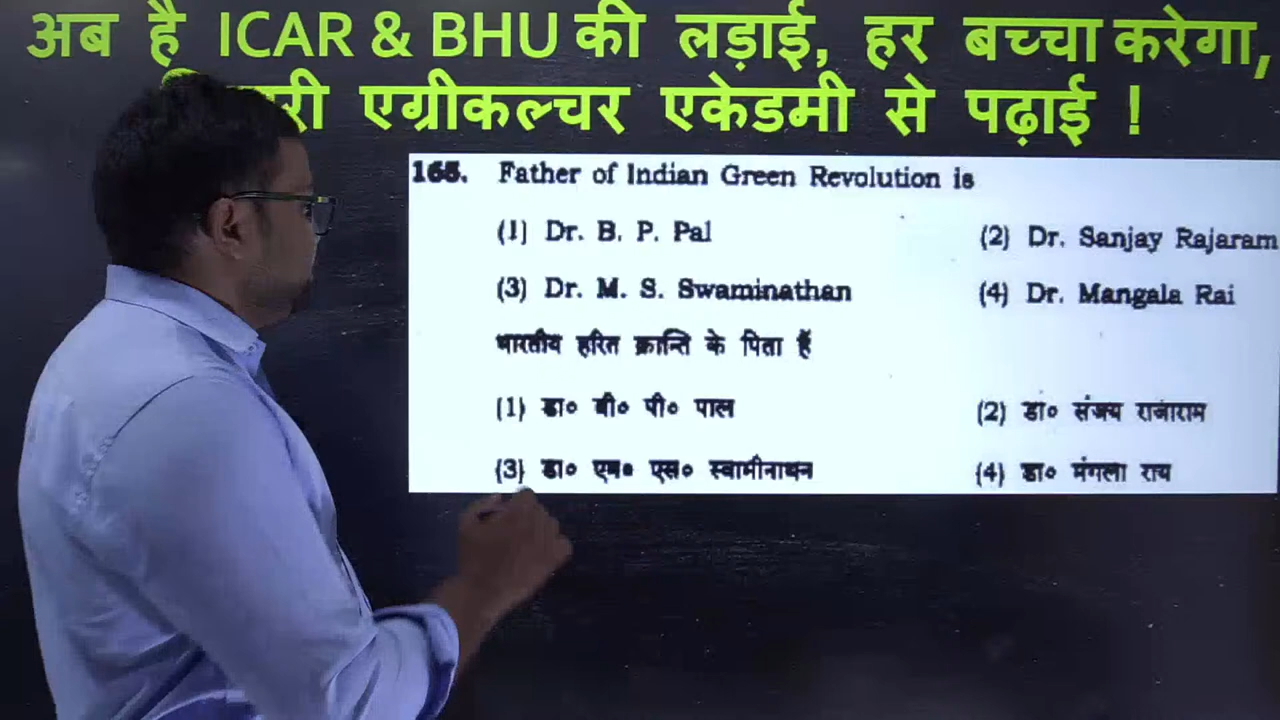 अब है ICAR & BHU की लड़ाई, हर बच्चा करेगा,
एग्रीकल्चर एकेडमी से पढ़ाई !
165. Father of Indian Green Revolution is
(1) Dr. B. P. Pal (2) Dr. Sanjay Rajaram
(3) Dr. M. S. Swaminathan (4) Dr. Mangala Rai
भारतीय हरित क्रान्ति के पिता हैं
(1) डा० बी० पी० पाल (2) डा० संजय राजाराम
(3) डा० एम० एस० स्वामीनाथन (4) डा० मंगला राय